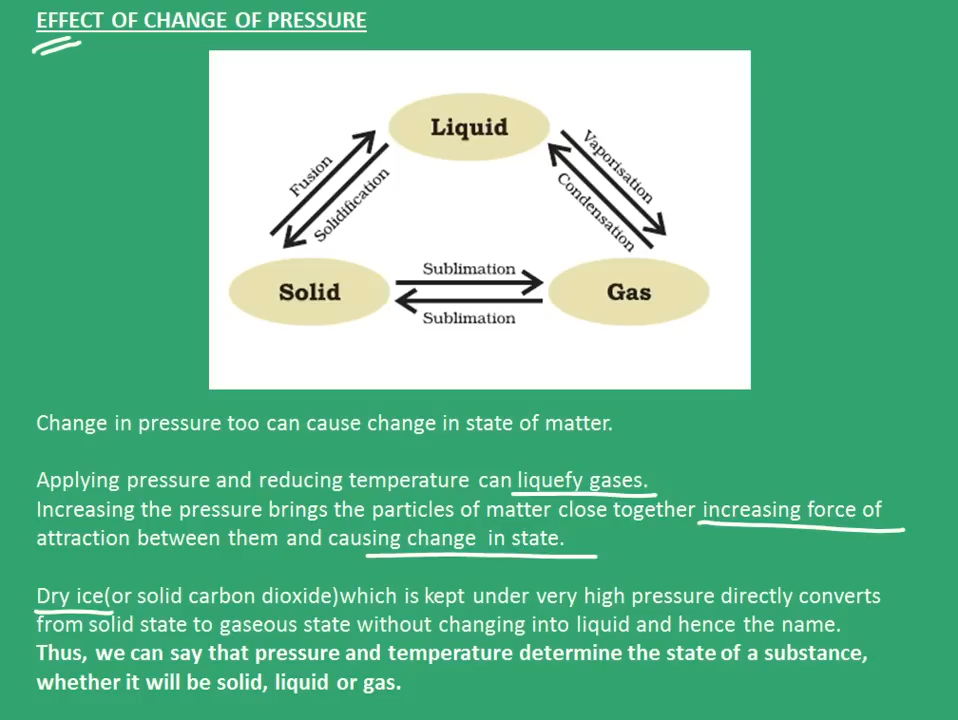 EFFECT OF CHANGE OF PRESSURE
Liquid
Fusion
Solidification
Vaporisation
Condensation
Sublimation
Solid
Gas
Sublimation
Change in pressure too can cause change in state of matter.
Applying pressure and reducing temperature can liquefy gases.
Increasing the pressure brings the particles of matter close together increasing force of
attraction between them and causing change in state.
Dry ice(or solid carbon dioxide)which is kept under very high pressure directly converts
from solid state to gaseous state without changing into liquid and hence the name.
Thus, we can say that pressure and temperature determine the state of a substance,
whether it will be solid, liquid or gas.